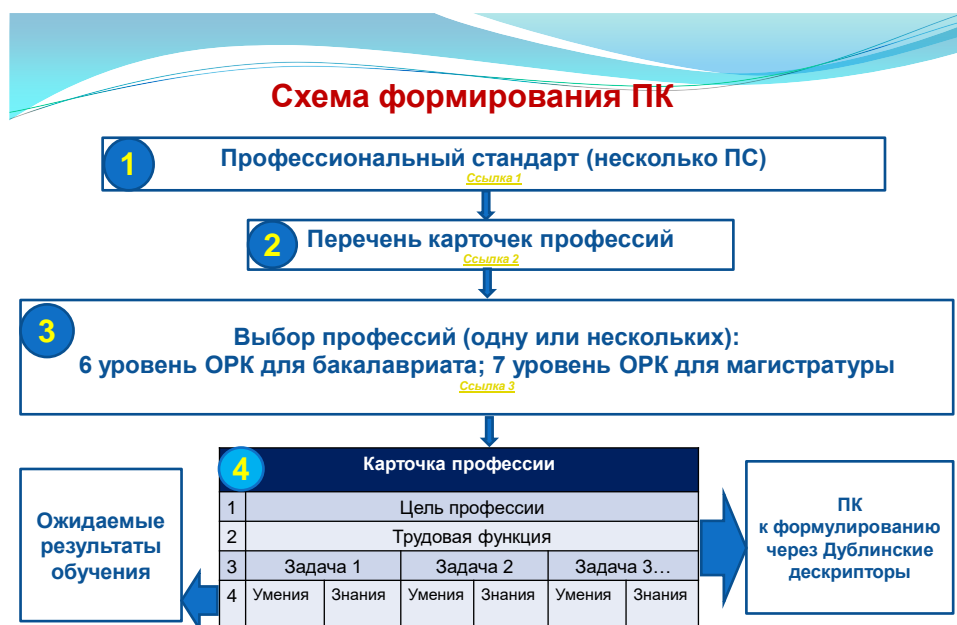 Схема формирования ПК
1
Профессиональный стандарт (несколько ПС)
Ссылка 1
2
Перечень карточек профессий
Ссылка 2
3
Выбор профессий (одну или нескольких):
6 уровень ОРК для бакалавриата; 7 уровень ОРК для магистратуры
Ссылка 3
Ожидаемые
результаты
обучения
4
Карточка профессии
1 Цель профессии
2 Трудовая функция
3 Задача 1 Задача 2 Задача 3…
4 Умения Знания Умения Знания Умения Знания
ПК
к формулированию
через Дублинские
дескрипторы